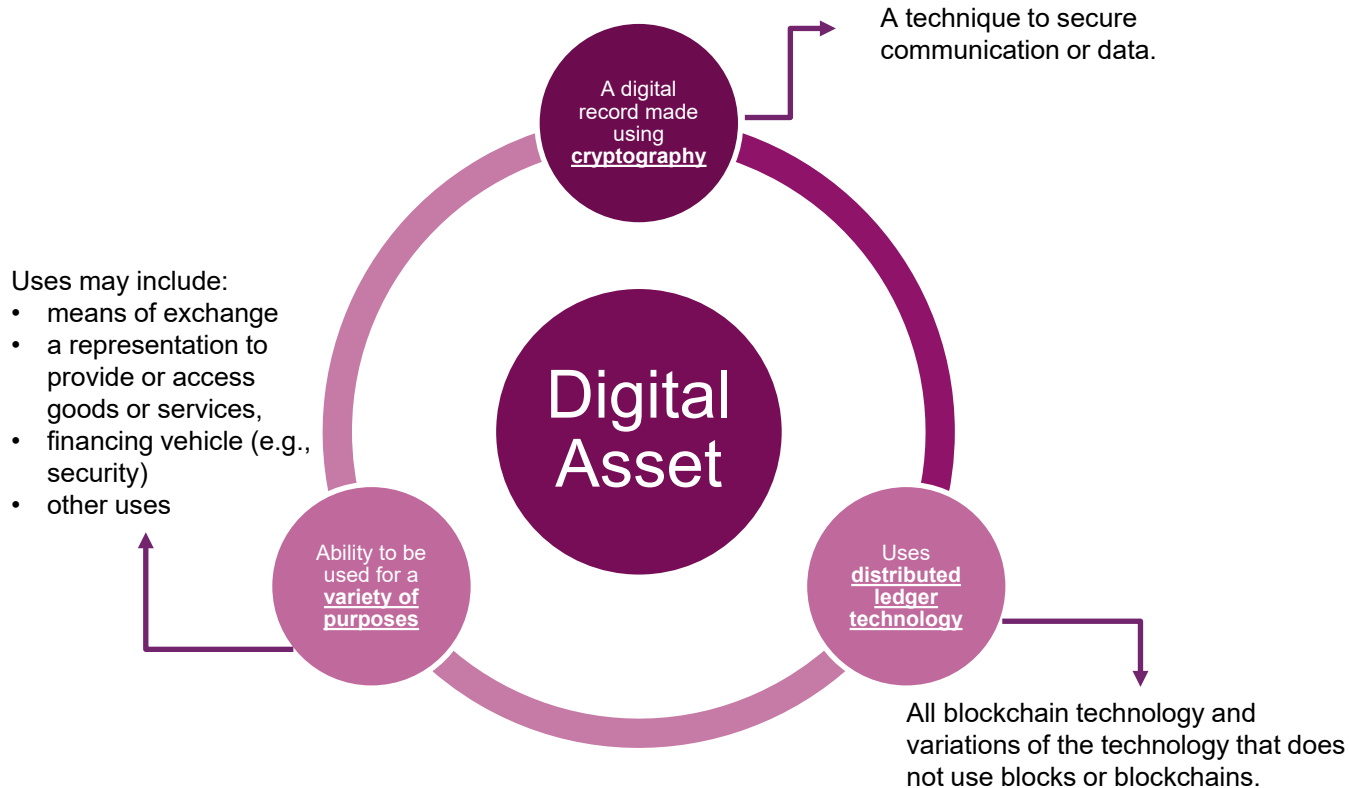 A technique to secure
communication or data.
A digital
record made
using
cryptography
Uses may include:
• means of exchange
• a representation to
provide or access
goods or services,
• financing vehicle (e.g.,
security)
• other uses
Digital
Asset
Ability to be
used for a
variety of
purposes
Uses
distributed
ledger
technology
All blockchain technology and
variations of the technology that does
not use blocks or blockchains.